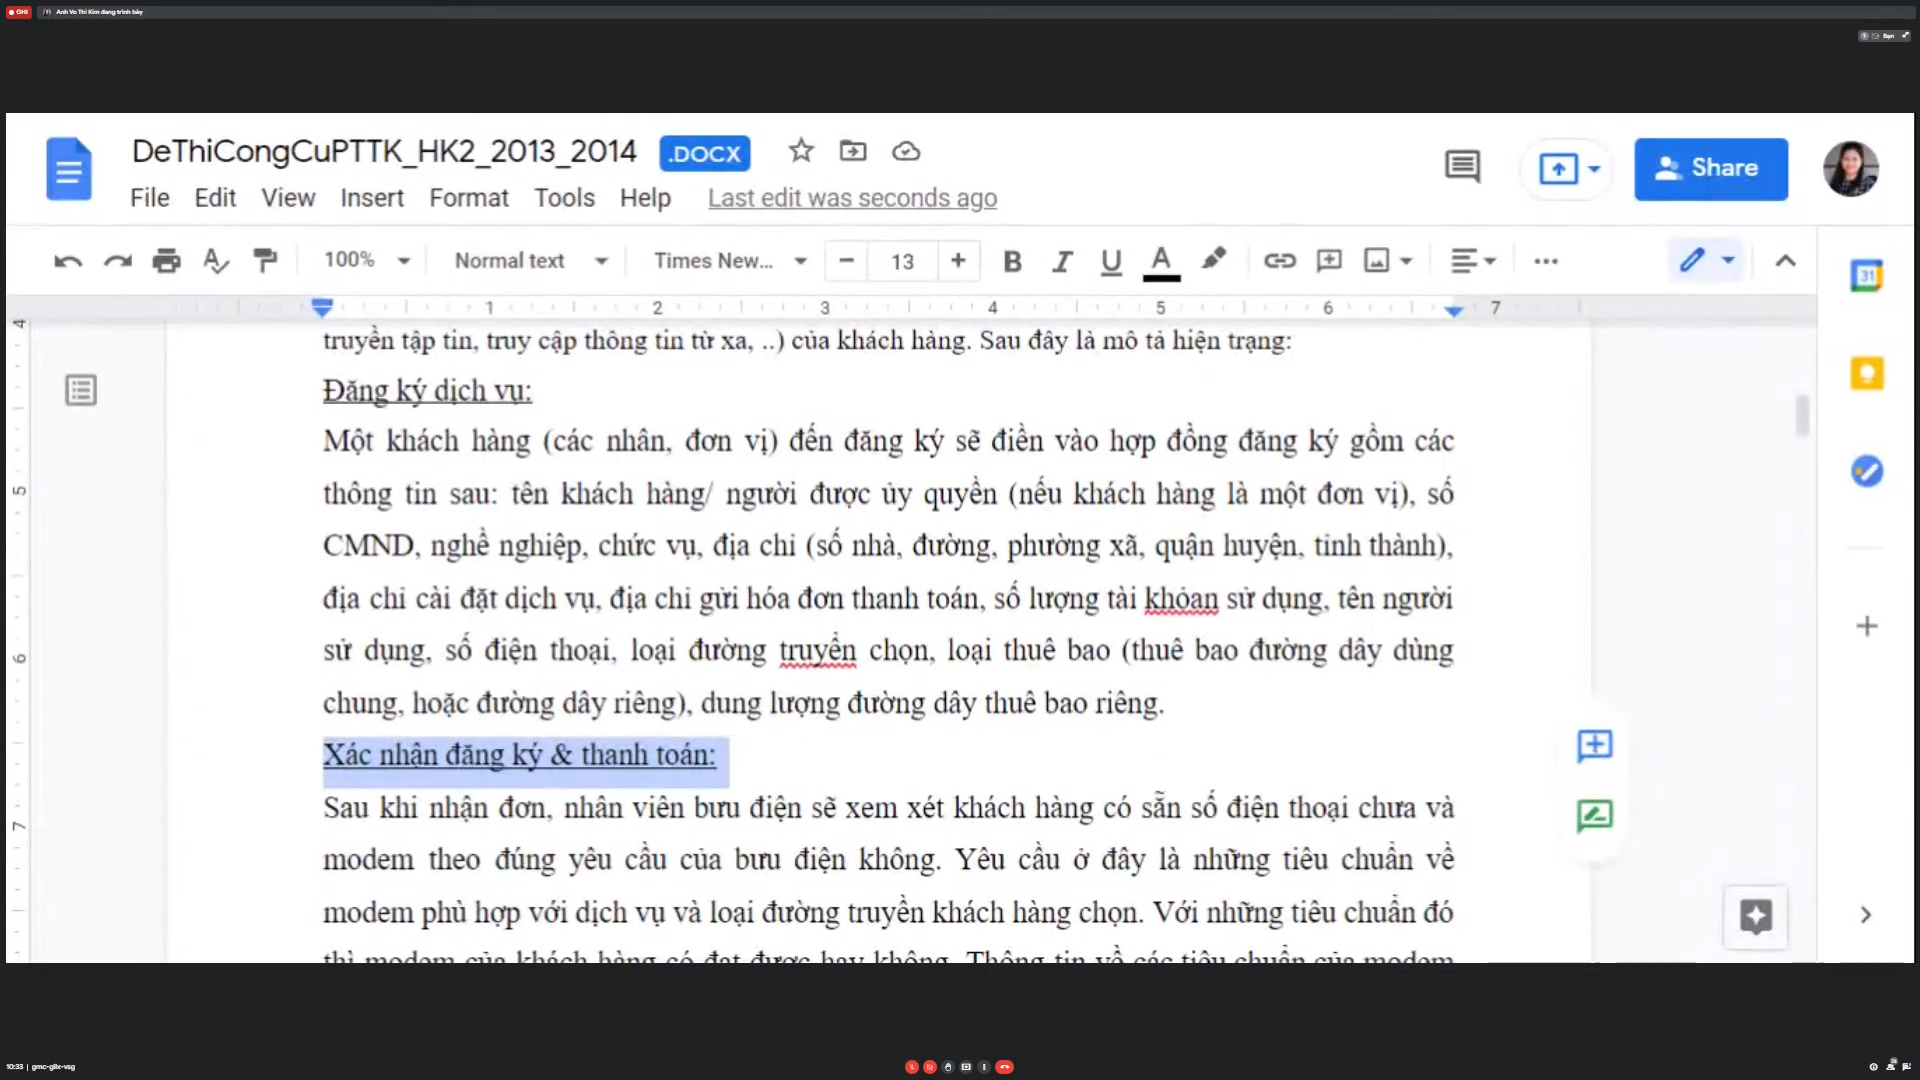 GHI
Anh Vo Thi Kim đang trình bày
Bạn
DeThiCongCuPTTK_HK2_2013_2014
.DOCX
Share
File Edit View Insert Format Tools Help Last edit was seconds ago
100% Normal text Times New... − 13 + B I U A ...
31
1 2 3 4 5 6 7
4
5
6
7
truyền tập tin, truy cập thông tin từ xa, ..) của khách hàng. Sau đây là mô tả hiện trạng:
Đăng ký dịch vụ:
Một khách hàng (các nhân, đơn vị) đến đăng ký sẽ điền vào hợp đồng đăng ký gồm các
thông tin sau: tên khách hàng/ người được ủy quyền (nếu khách hàng là một đơn vị), số
CMND, nghề nghiệp, chức vụ, địa chỉ (số nhà, đường, phường xã, quận huyện, tỉnh thành),
địa chỉ cài đặt dịch vụ, địa chỉ gửi hóa đơn thanh toán, số lượng tài khỏan sử dụng, tên người
sử dụng, số điện thoại, loại đường truyền chọn, loại thuê bao (thuê bao đường dây dùng
chung, hoặc đường dây riêng), dung lượng đường dây thuê bao riêng.
Xác nhận đăng ký & thanh toán:
Sau khi nhận đơn, nhân viên bưu điện sẽ xem xét khách hàng có sẵn số điện thoại chưa và
modem theo đúng yêu cầu của bưu điện không. Yêu cầu ở đây là những tiêu chuẩn về
modem phù hợp với dịch vụ và loại đường truyền khách hàng chọn. Với những tiêu chuẩn đó
thì modem của khách hàng có đạt được hay không. Thông tin về các tiêu chuẩn của modem
10:33 | gmc-giix-vsg